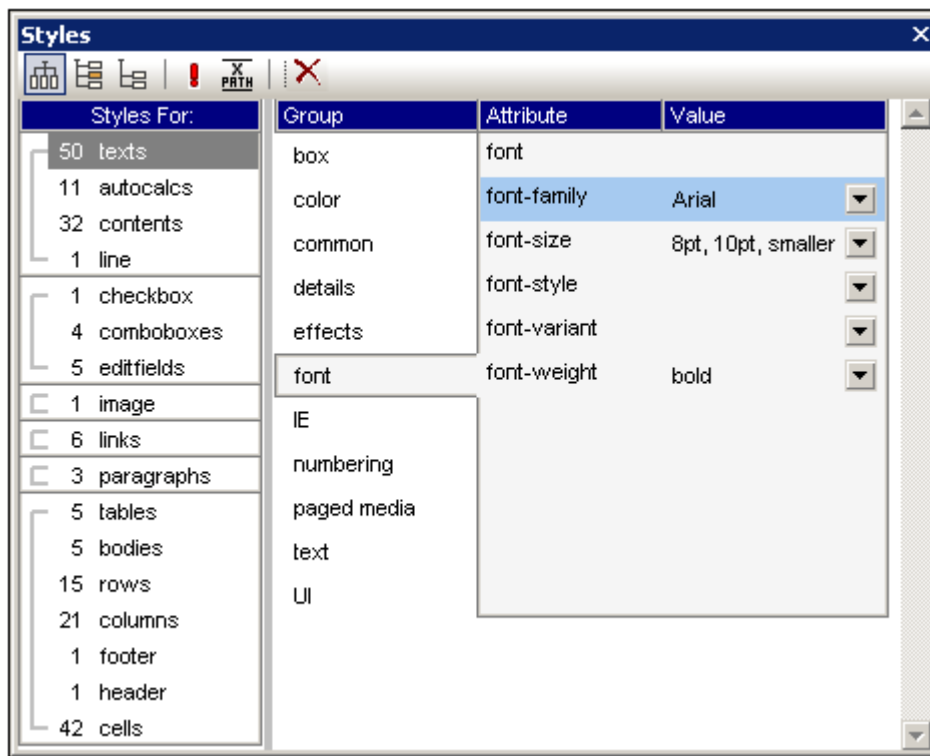 Styles
X PATH
Styles For:
50 texts
11 autocalcs
32 contents
1 line
1 checkbox
4 comboboxes
5 editfields
1 image
6 links
3 paragraphs
5 tables
5 bodies
15 rows
21 columns
1 footer
1 header
42 cells
Group
box
color
common
details
effects
font
IE
numbering
paged media
text
UI
Attribute Value
font
font-family Arial
font-size 8pt, 10pt, smaller
font-style
font-variant
font-weight bold